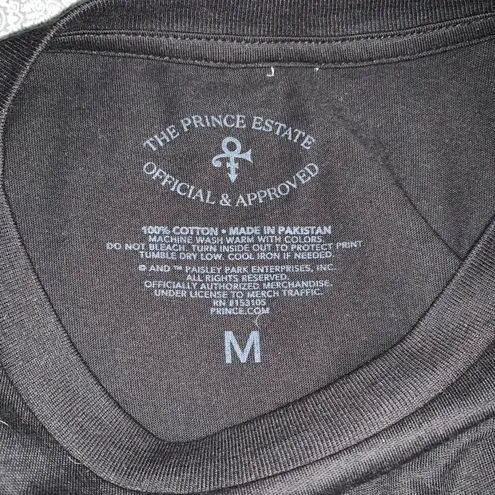 THE PRINCE ESTATE
OFFICIAL & APPROVED
100% COTTON • MADE IN PAKISTAN
MACHINE WASH WARM WITH COLORS.
DO NOT BLEACH. TURN INSIDE OUT TO PROTECT PRINT
TUMBLE DRY LOW. COOL IRON IF NEEDED.
© AND ™ PAISLEY PARK ENTERPRISES, INC.
ALL RIGHTS RESERVED.
OFFICIALLY AUTHORIZED MERCHANDISE.
UNDER LICENSE TO MERCH TRAFFIC.
RN #153105
PRINCE.COM
M